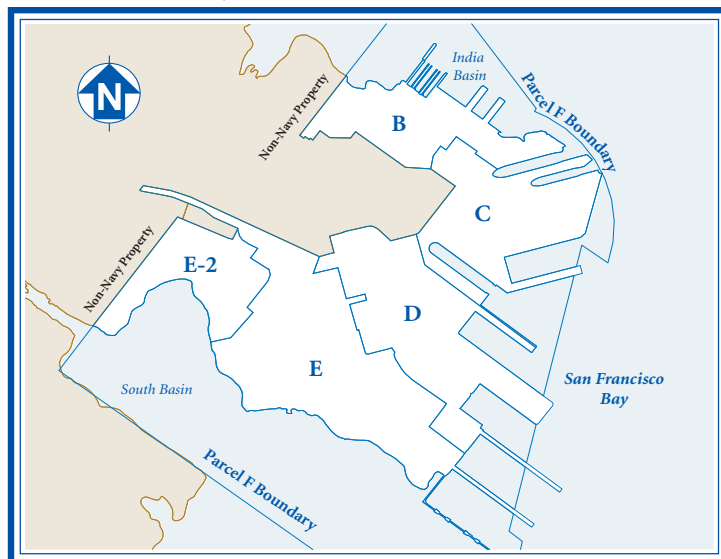 India
Basin
Parcel F Boundary
N
Non-Navy Property
B
C
E-2
Non-Navy Property
D
E
South Basin
San Francisco
Bay
Parcel F Boundary